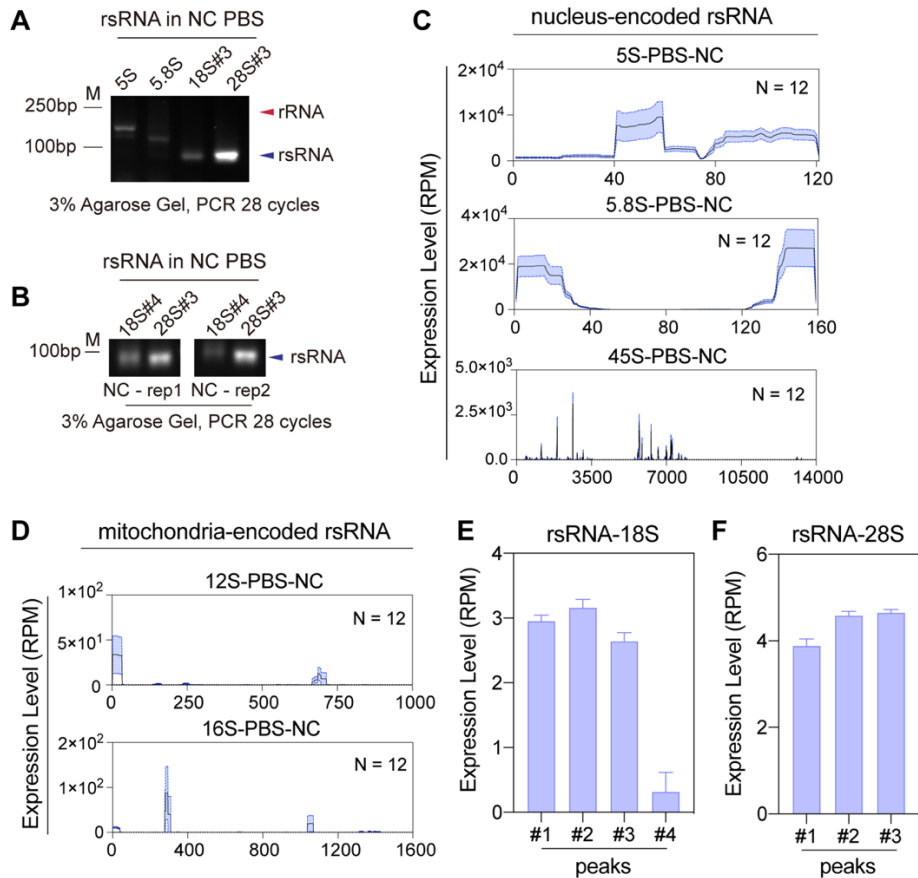 A
rsRNA in NC PBS
5S 5.8S 18S#3 28S#3
M
250bp
100bp
rRNA
rsRNA
3% Agarose Gel, PCR 28 cycles
B
rsRNA in NC PBS
18S#4 28S#3 18S#4 28S#3
M
100bp
rsRNA
NC - rep1 NC - rep2
3% Agarose Gel, PCR 28 cycles
C
nucleus-encoded rsRNA
Expression Level (RPM)
5S-PBS-NC
N = 12
2×10⁴
1×10⁴
0
0 40 80 120
5.8S-PBS-NC
N = 12
4×10⁴
2×10⁴
0
0 40 80 120 160
45S-PBS-NC
N = 12
5.0×10³
2.5×10³
0.0
0 3500 7000 10500 14000
D
mitochondria-encoded rsRNA
Expression Level (RPM)
12S-PBS-NC
N = 12
1×10²
5×10¹
0
0 250 500 750 1000
16S-PBS-NC
N = 12
2×10²
1×10²
0
0 400 800 1200 1600
E
rsRNA-18S
Expression Level (RPM)
4
3
2
1
0
#1 #2 #3 #4
peaks
F
rsRNA-28S
Expression Level (RPM)
6
4
2
0
#1 #2 #3
peaks